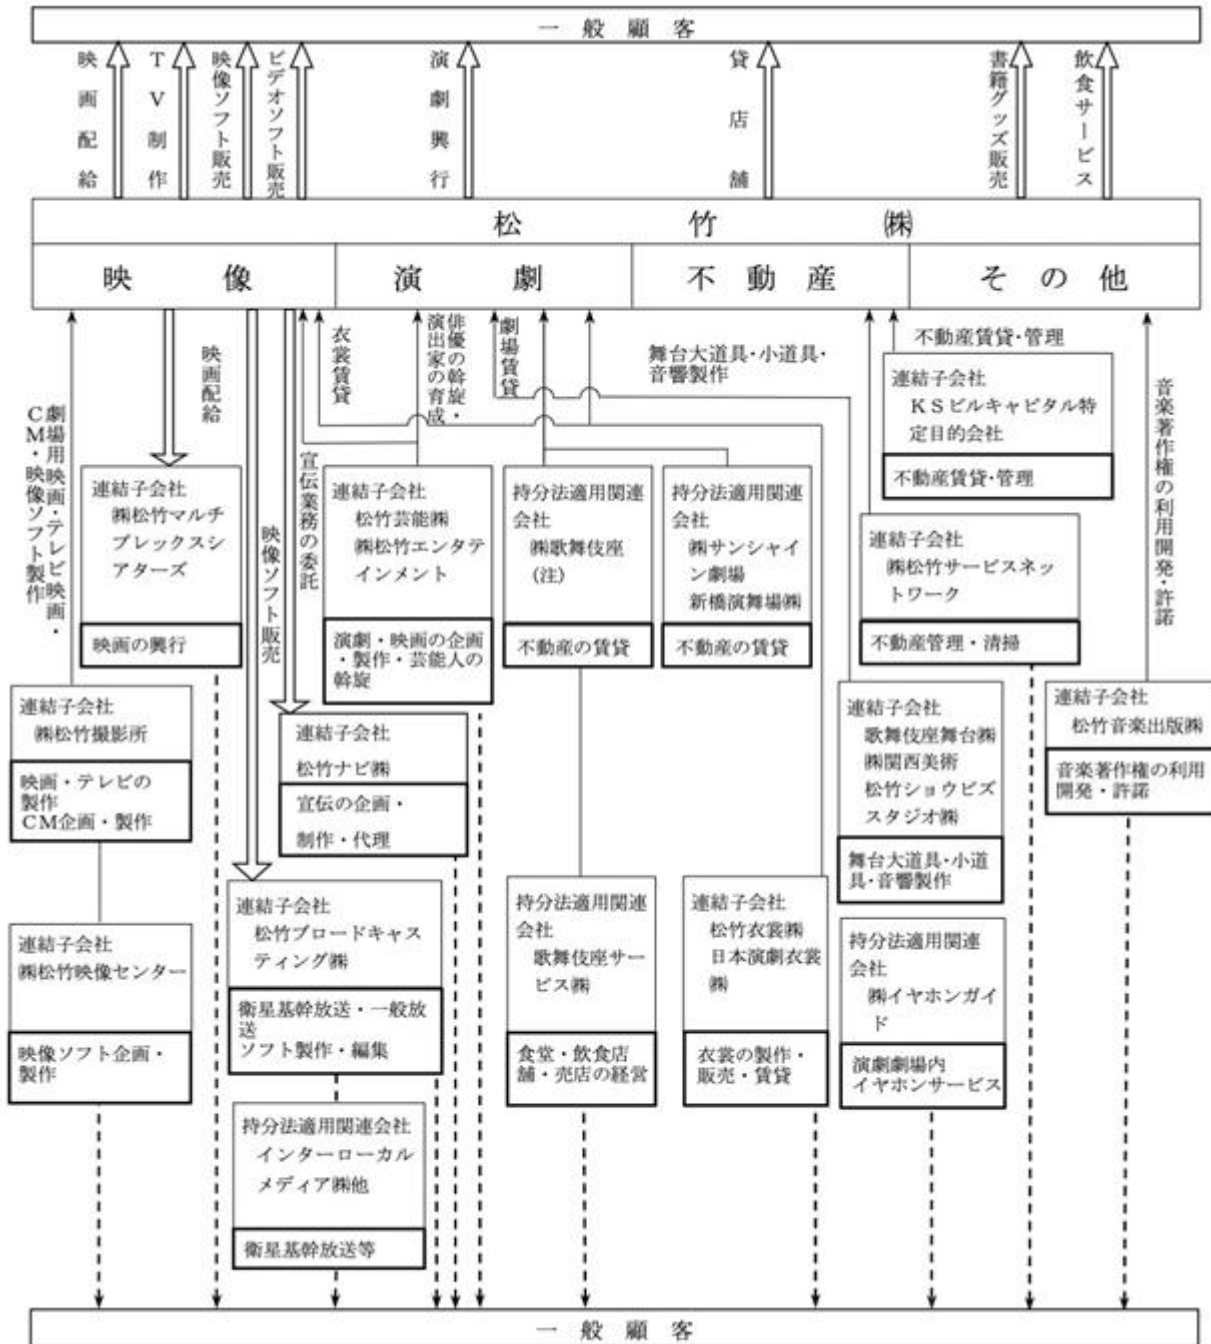 一般顧客
映画配給
TV制作
映像ソフト販売
ビデオソフト販売
演劇興行
貸店舗
書籍グッズ販売
飲食サービス
松竹㈱
映像
演劇
不動産
その他
劇場用映画・テレビ映画・
CM・映像ソフト製作
映画配給
映像ソフト販売
宣伝業務の委託
衣裳賃貸
俳優の斡旋・
演出家の育成
劇場賃貸
舞台大道具・小道具・
音響製作
不動産賃貸・管理
音楽著作権の利用開発・許諾
連結子会社
KSビルキャピタル特
定目的会社
不動産賃貸・管理
連結子会社
㈱松竹マルチ
プレックスシ
アターズ
映画の興行
連結子会社
松竹芸能㈱
㈱松竹エンタテ
インメント
演劇・映画の企画
・製作・芸能人の
斡旋
持分法適用関連
会社
㈱歌舞伎座
(注)
不動産の賃貸
持分法適用関連
会社
㈱サンシャイ
ン劇場
新橋演舞場㈱
不動産の賃貸
連結子会社
㈱松竹サービスネッ
トワーク
不動産管理・清掃
連結子会社
㈱松竹撮影所
映画・テレビの
製作
CM企画・製作
連結子会社
松竹ナビ㈱
宣伝の企画・
制作・代理
連結子会社
歌舞伎座舞台㈱
㈱関西美術
松竹ショウビズ
スタジオ㈱
舞台大道具・小道
具・音響製作
連結子会社
松竹音楽出版㈱
音楽著作権の利用
開発・許諾
連結子会社
㈱松竹映像センター
映像ソフト企画・
製作
連結子会社
松竹ブロードキャス
ティング㈱
衛星基幹放送・一般放
送
ソフト製作・編集
持分法適用関連
会社
歌舞伎座サー
ビス㈱
食堂・飲食店
舗・売店の経営
連結子会社
松竹衣裳㈱
日本演劇衣裳
㈱
衣裳の製作・
販売・賃貸
持分法適用関連
会社
㈱イヤホンガイ
ド
演劇劇場内
イヤホンサービス
持分法適用関連会社
インターローカル
メディア㈱他
衛星基幹放送等
一般顧客